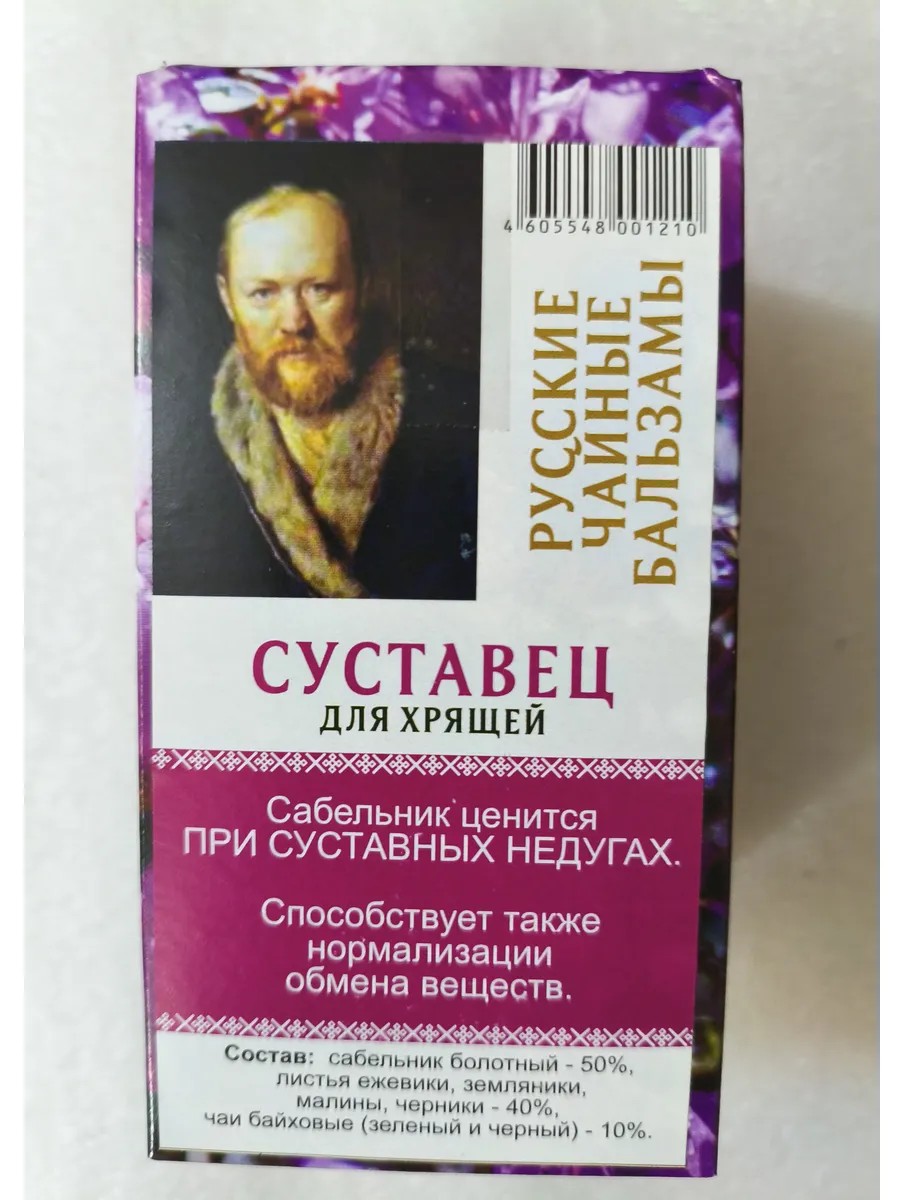 4 605548 001210
РУССКИЕ
ЧАЙНЫЕ
БАЛЬЗАМЫ
СУСТАВЕЦ
ДЛЯ ХРЯЩЕЙ
Сабельник ценится
ПРИ СУСТАВНЫХ НЕДУГАХ.
Способствует также
нормализации
обмена веществ.
Состав: сабельник болотный - 50%,
листья ежевики, земляники,
малины, черники - 40%,
чаи байховые (зеленый и черный) - 10%.